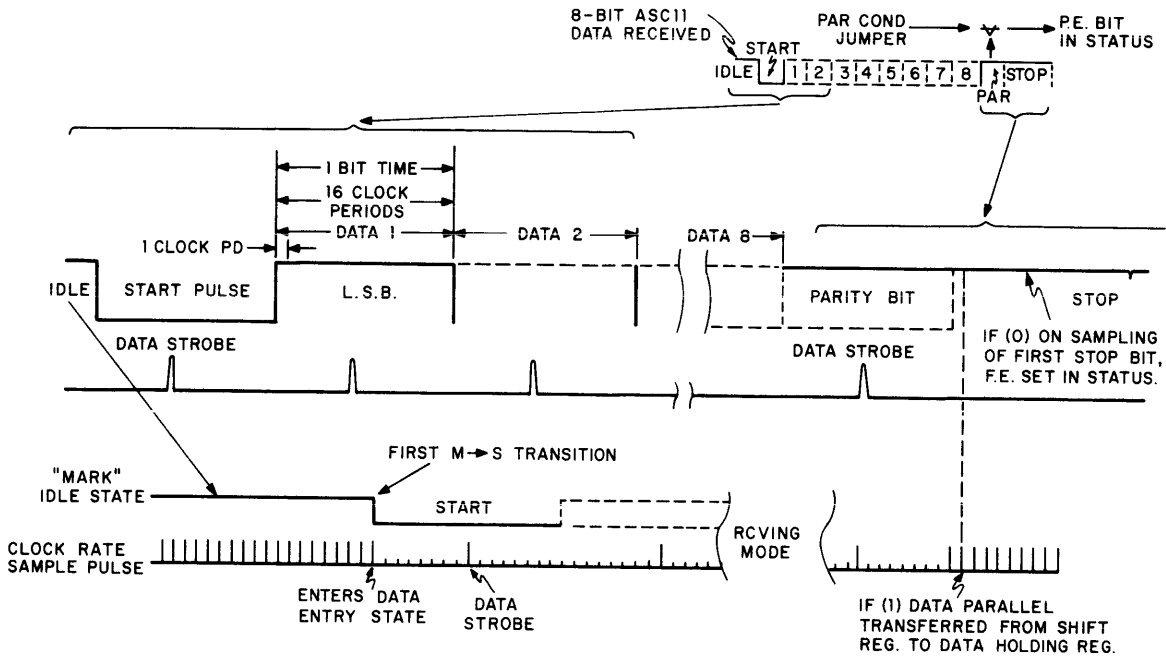 8-BIT ASC11
DATA RECEIVED
START
PAR COND
JUMPER
P.E. BIT
IN STATUS
IDLE
1 2 3 4 5 6 7 8
STOP
PAR
1 BIT TIME
16 CLOCK
PERIODS
DATA 1
DATA 2
DATA 8
1 CLOCK PD
IDLE
START PULSE
L.S.B.
PARITY BIT
STOP
IF (0) ON SAMPLING
OF FIRST STOP BIT,
F.E. SET IN STATUS.
DATA STROBE
DATA STROBE
FIRST M→S TRANSITION
"MARK"
IDLE STATE
START
RCVING
MODE
CLOCK RATE
SAMPLE PULSE
ENTERS DATA
ENTRY STATE
DATA
STROBE
IF (1) DATA PARALLEL
TRANSFERRED FROM SHIFT
REG. TO DATA HOLDING REG.